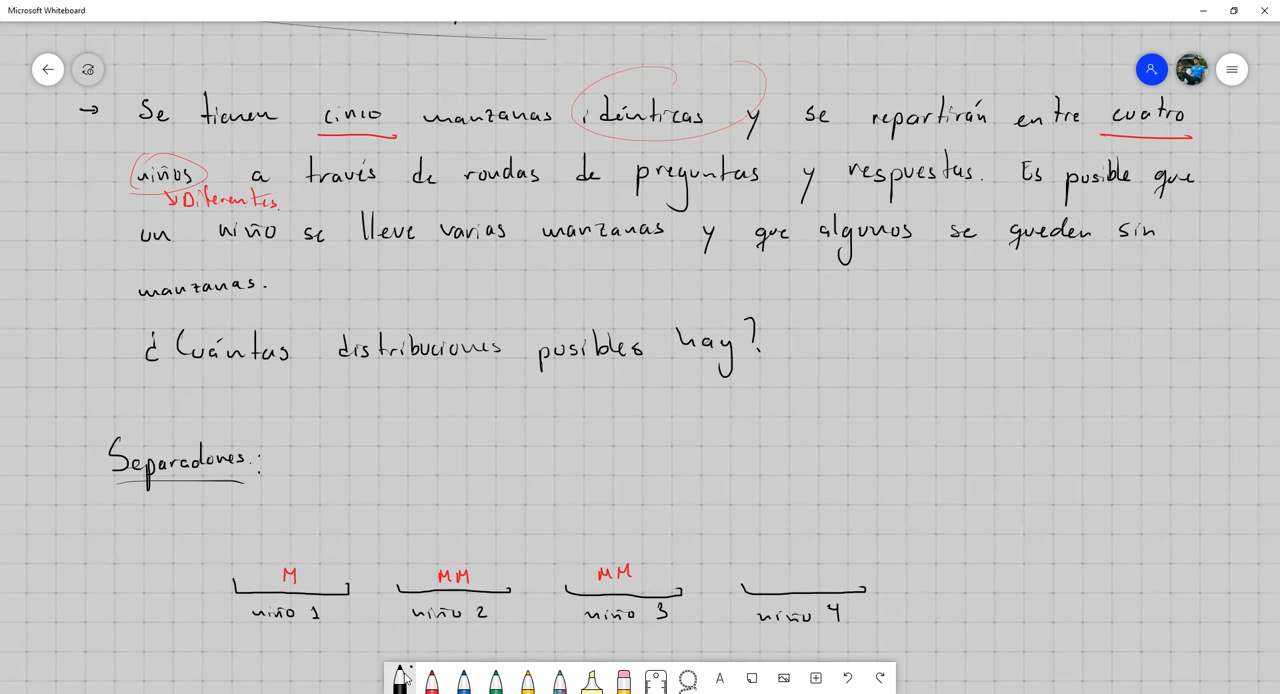 Microsoft Whiteboard
→ Se tienen cinco manzanas idénticas y se repartirán entre cuatro
niños a través de rondas de preguntas y respuestas. Es posible que
↳ Diferentes.
un niño se lleve varias manzanas y que algunos se queden sin
manzanas.
¿Cuántas distribuciones posibles hay?
Separadores:
M MM MM
niño 1 niño 2 niño 3 niño 4
A